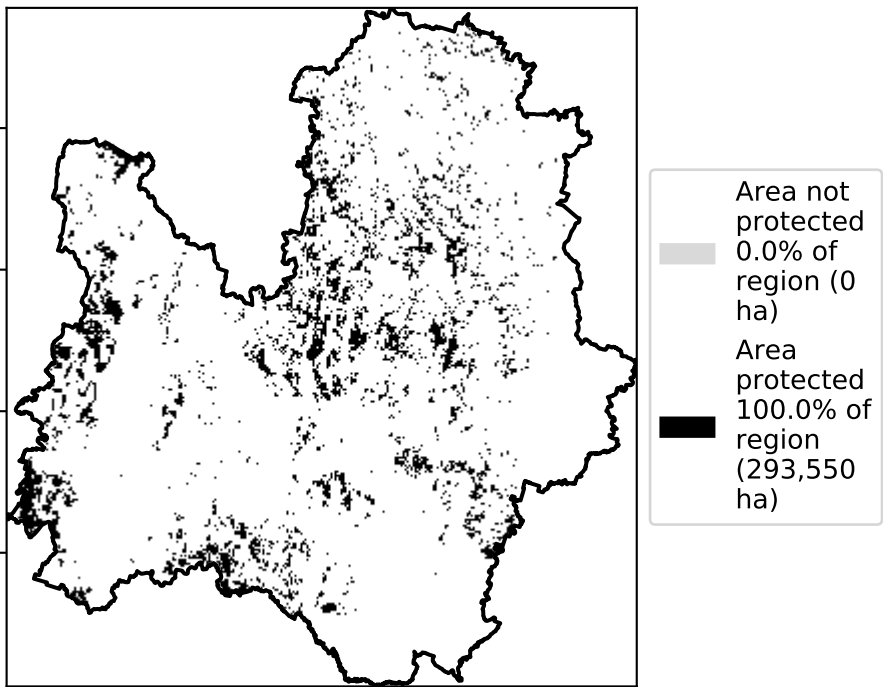 Area not
protected
0.0% of
region (0
ha)
Area
protected
100.0% of
region
(293,550
ha)